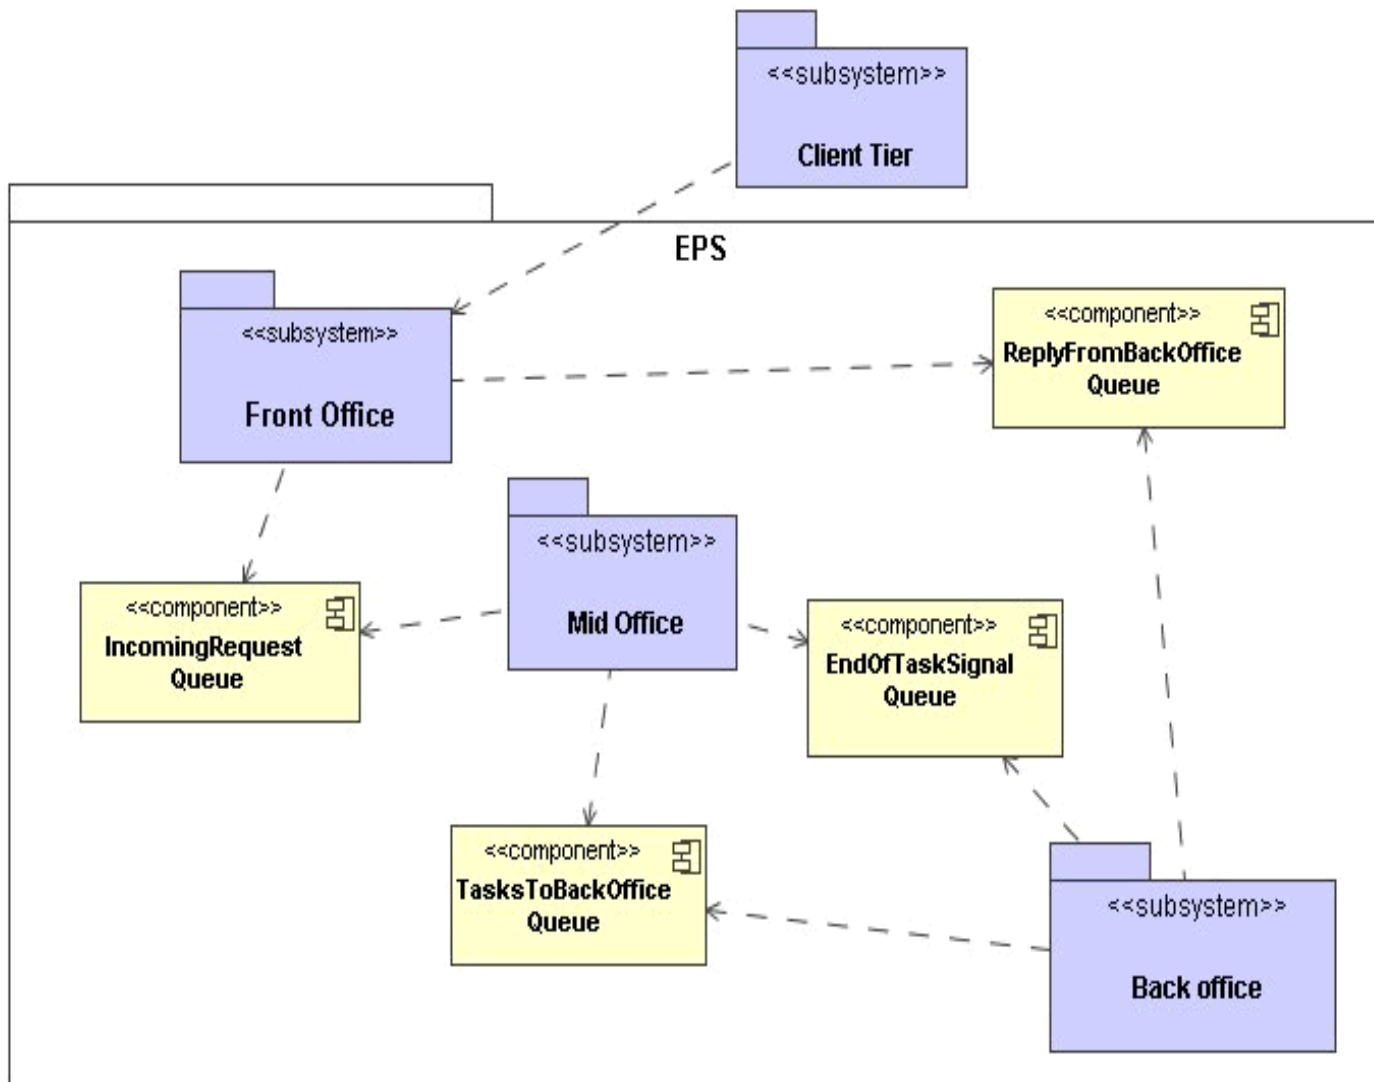 <<subsystem>>
Client Tier
EPS
<<subsystem>>
Front Office
<<component>>
ReplyFromBackOffice
Queue
<<subsystem>>
Mid Office
<<component>>
IncomingRequest
Queue
<<component>>
EndOfTaskSignal
Queue
<<component>>
TasksToBackOffice
Queue
<<subsystem>>
Back office